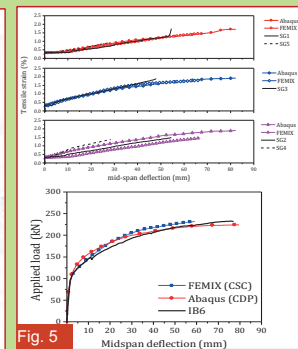 2.5
2.0
1.5
1.0
0.5
0.0
Abaqus
FEMIX
SG1
SG5
2.5
2.0
1.5
1.0
0.5
0.0
Abaqus
FEMIX
SG3
Tensile strain (%)
2.5
2.0
1.5
1.0
0.5
0.0
Abaqus
FEMIX
SG2
SG4
0 10 20 30 40 50 60 70 80 90
mid-span deflection (mm)
300
250
200
150
100
50
0
Applied load (kN)
FEMIX (CSC)
Abaqus (CDP)
IB6
10 20 30 40 50 60 70 80 90
Midspan deflection (mm)
Fig. 5